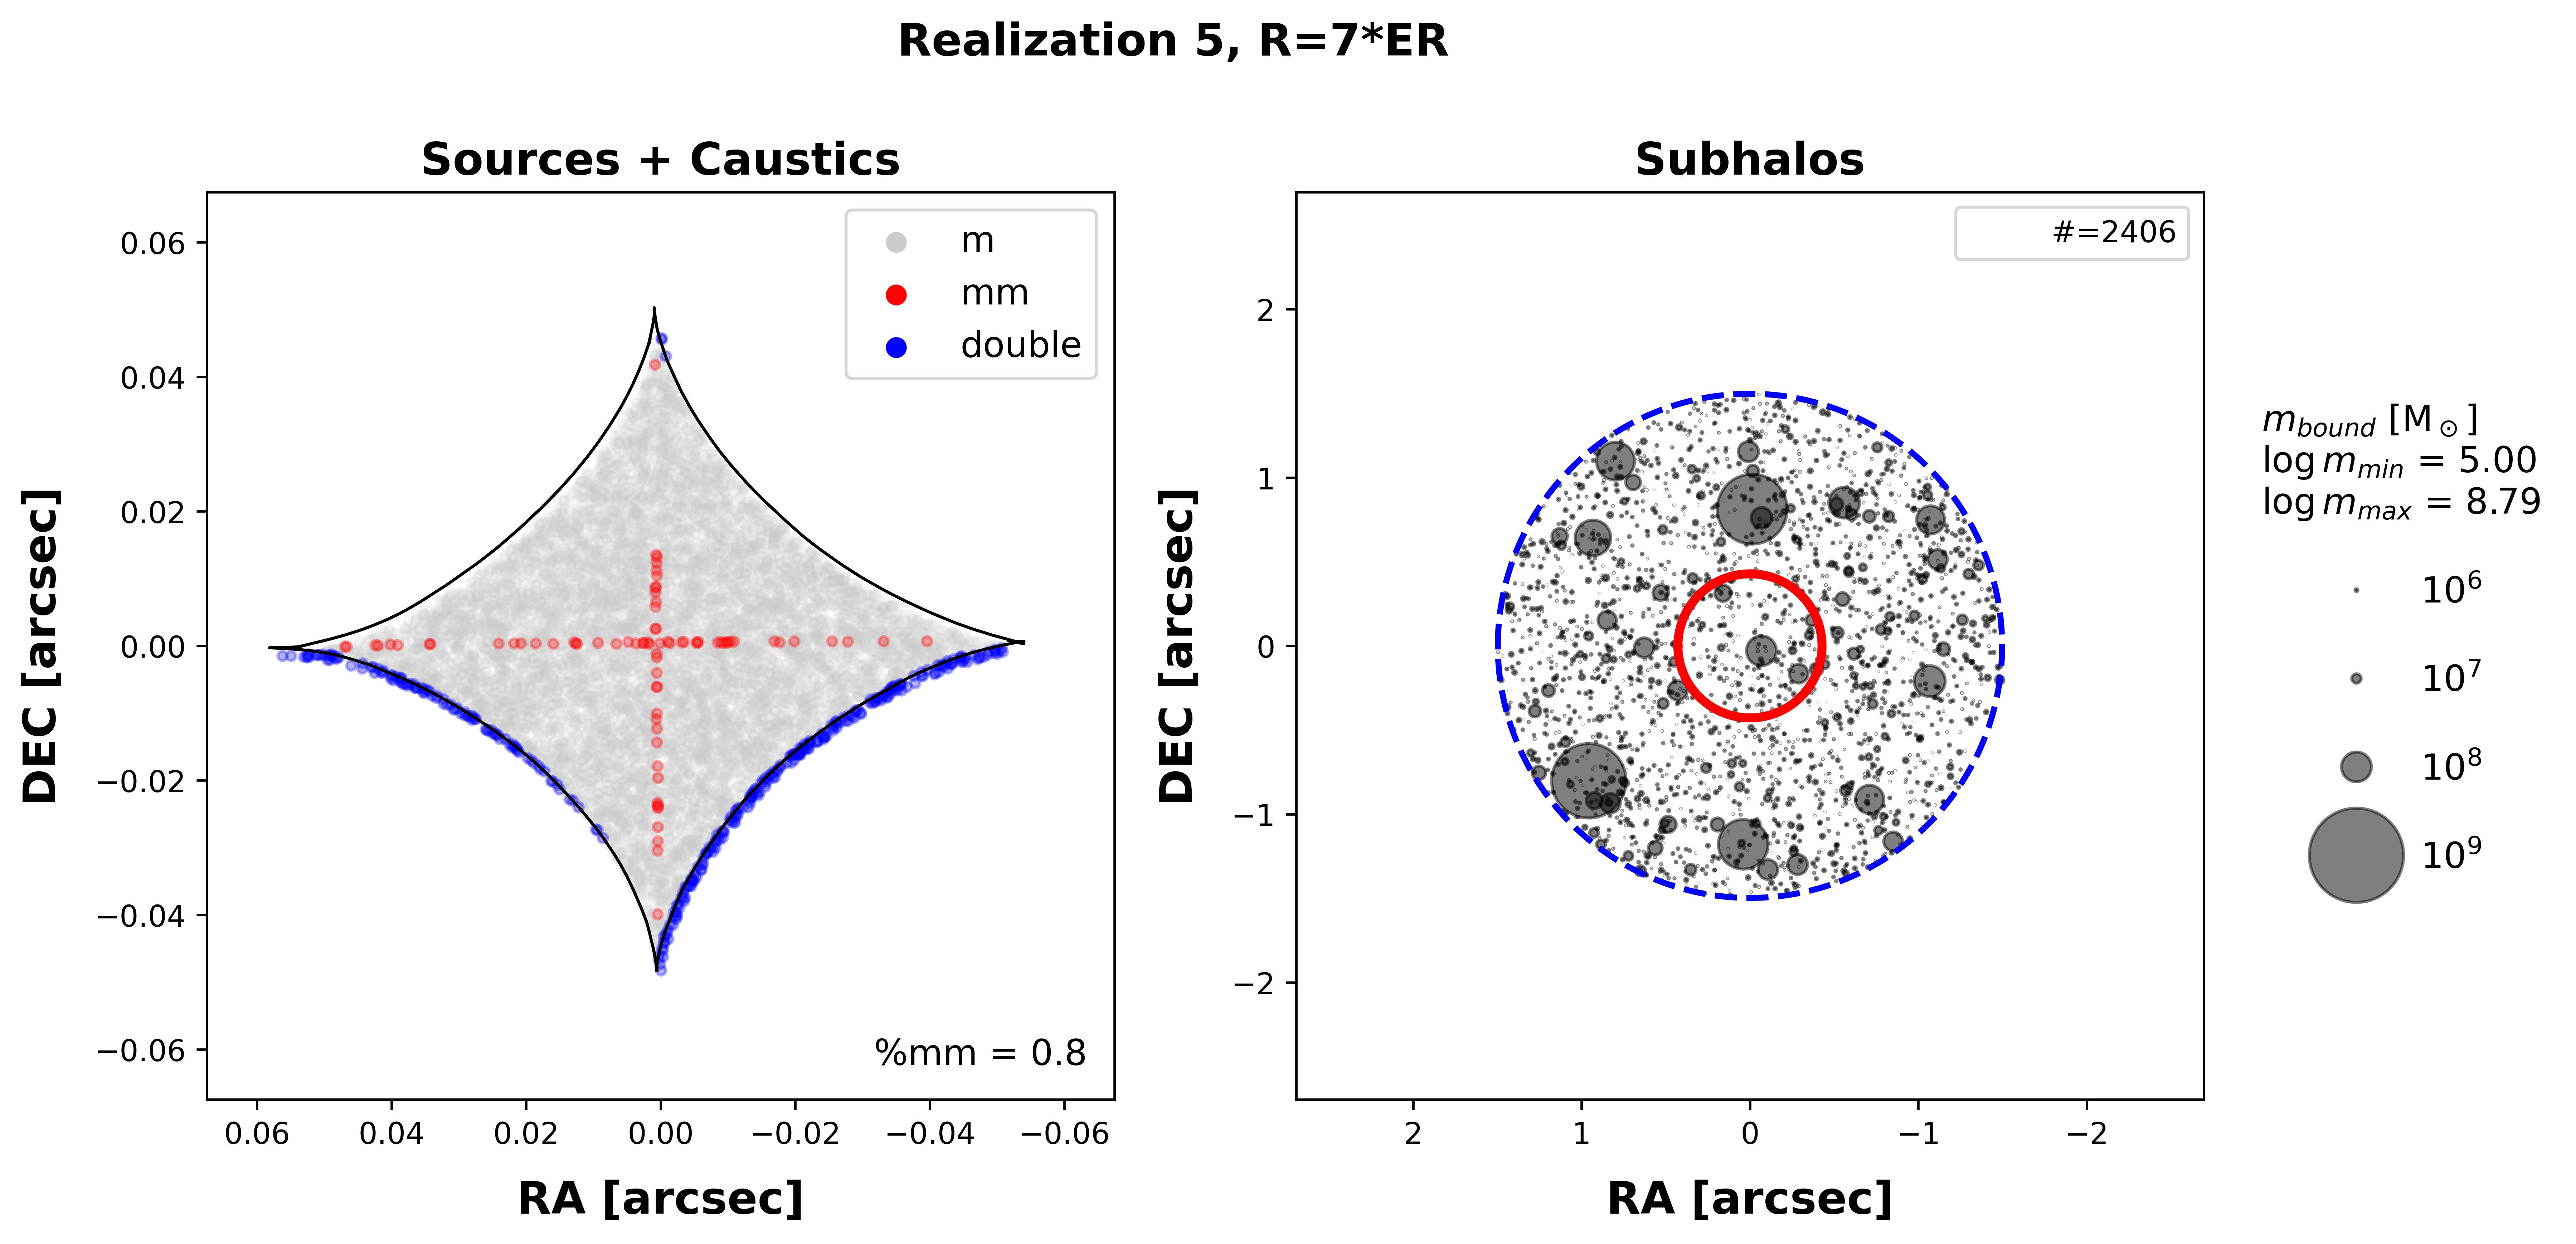 Realization 5, R=7*ER
Sources + Caustics
m
mm
double
0.06
0.04
0.02
0.00
−0.02
−0.04
−0.06
DEC [arcsec]
%mm = 0.8
0.06
0.04
0.02
0.00
−0.02
−0.04
−0.06
RA [arcsec]
Subhalos
#=2406
2
1
0
−1
−2
DEC [arcsec]
2
1
0
−1
−2
RA [arcsec]
m_bound [M_⊙]
log m_min = 5.00
log m_max = 8.79
10^6
10^7
10^8
10^9